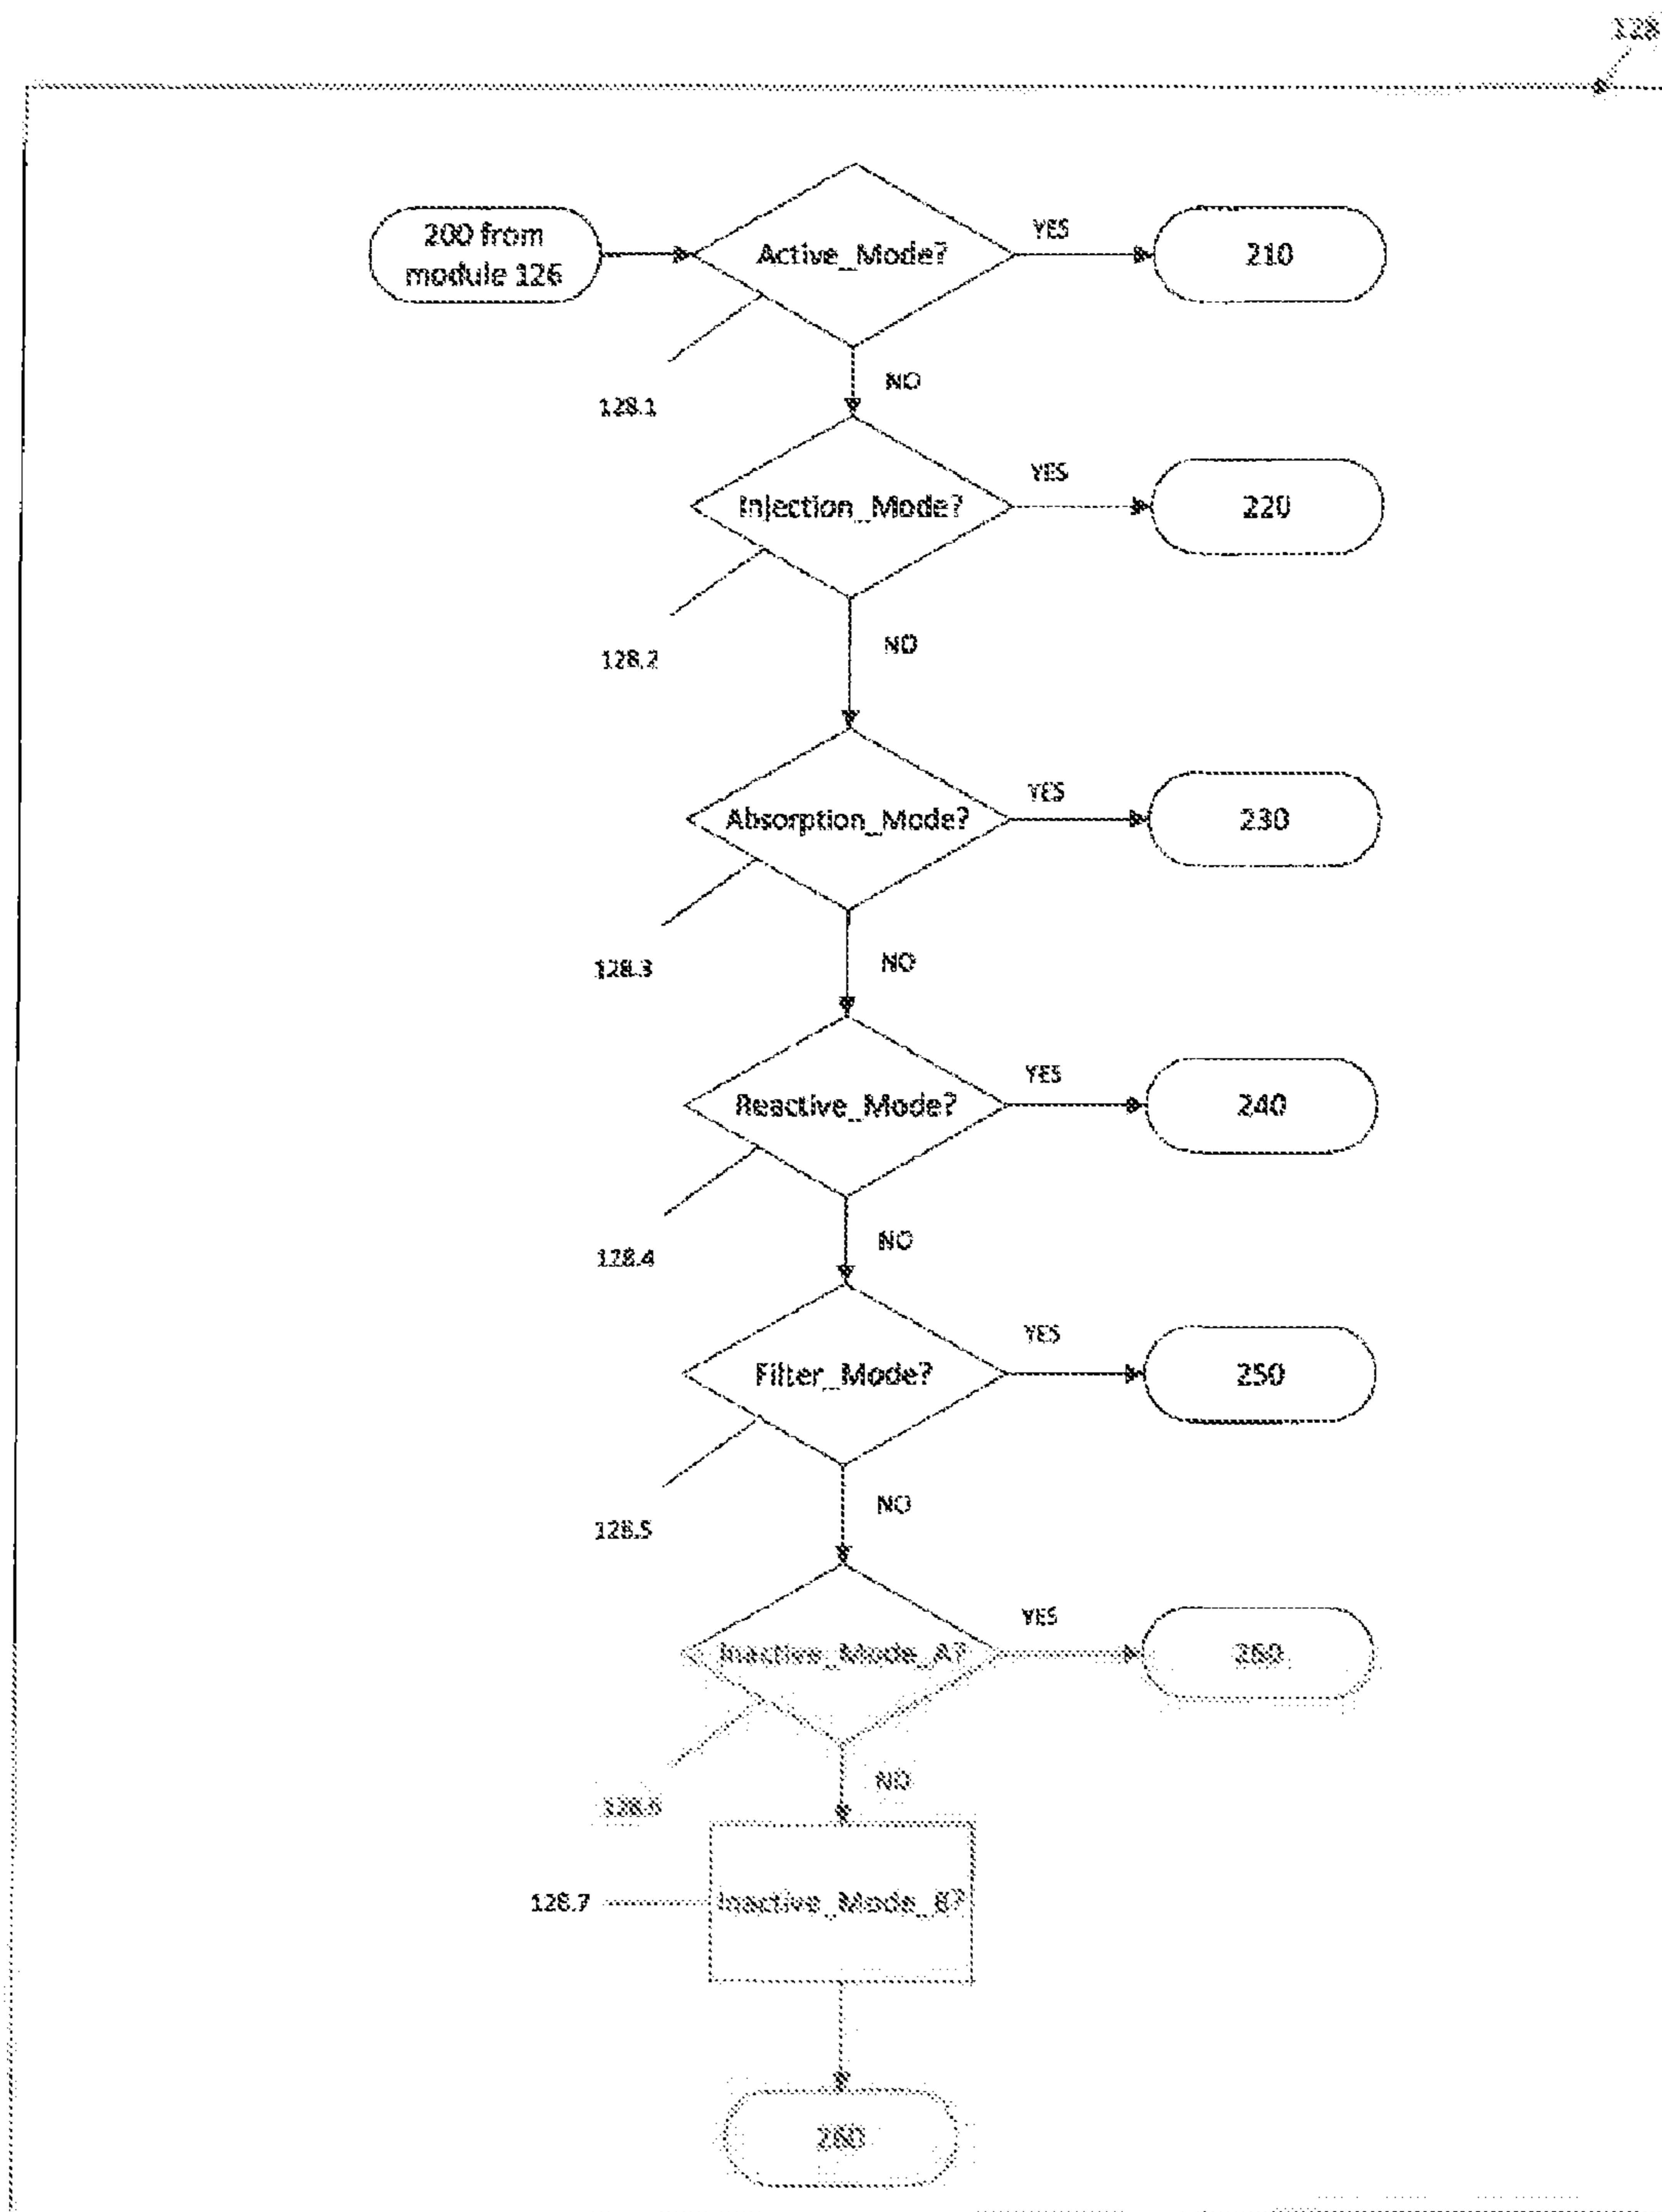 128
200 from
module 126
Active_Mode?
YES
210
128.1
NO
Injection_Mode?
YES
220
128.2
NO
Absorption_Mode?
YES
230
128.3
NO
Reactive_Mode?
YES
240
128.4
NO
Filter_Mode?
YES
250
128.5
NO
Inactive_Mode_A?
YES
260
128.6
NO
128.7
Inactive_Mode_B?
260